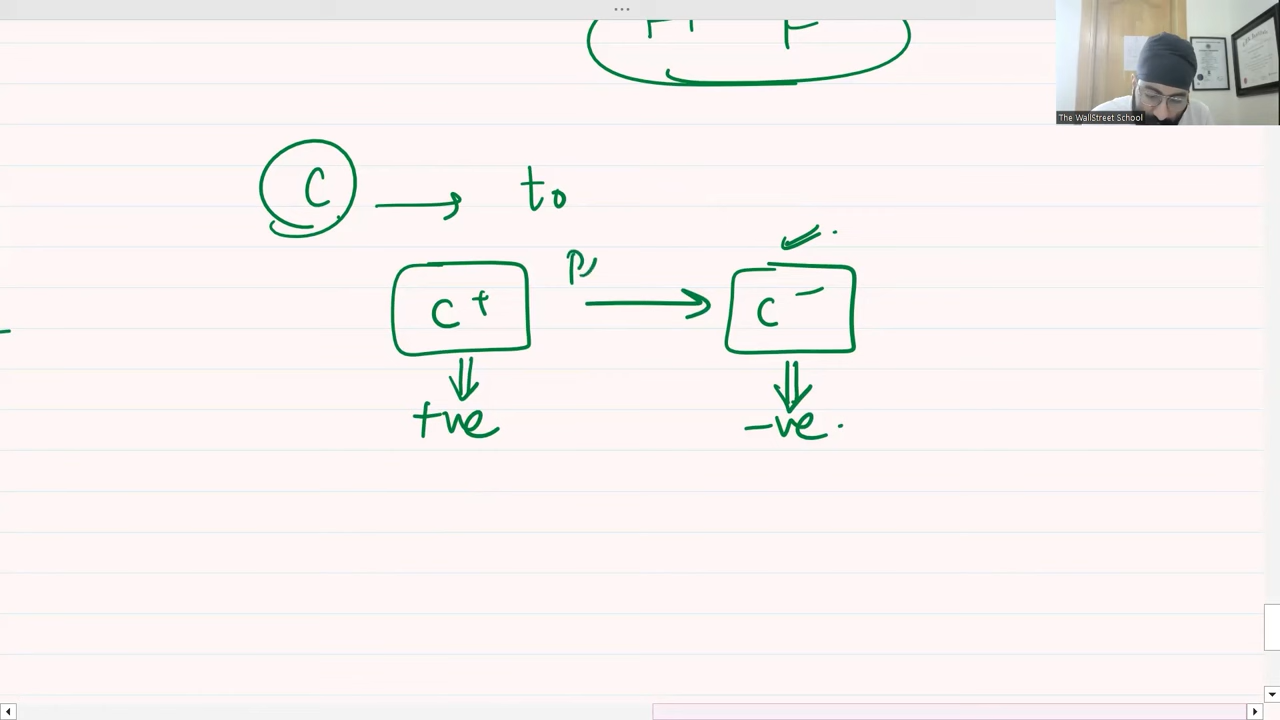 The WallStreet School
C → to
C+ → C−
+ve -ve.